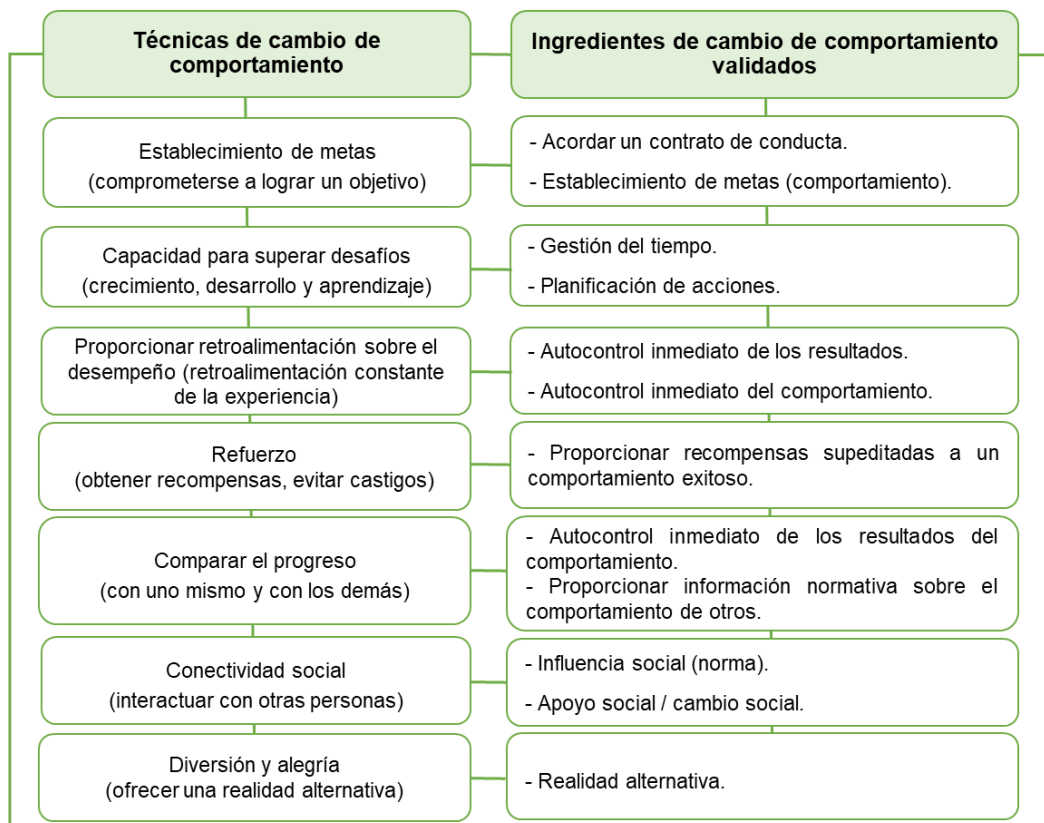 Técnicas de cambio de
comportamiento
Ingredientes de cambio de comportamiento
validados
Establecimiento de metas
(comprometerse a lograr un objetivo)
- Acordar un contrato de conducta.
- Establecimiento de metas (comportamiento).
Capacidad para superar desafíos
(crecimiento, desarrollo y aprendizaje)
- Gestión del tiempo.
- Planificación de acciones.
Proporcionar retroalimentación sobre el
desempeño (retroalimentación constante
de la experiencia)
- Autocontrol inmediato de los resultados.
- Autocontrol inmediato del comportamiento.
Refuerzo
(obtener recompensas, evitar castigos)
- Proporcionar recompensas supeditadas a un
comportamiento exitoso.
Comparar el progreso
(con uno mismo y con los demás)
- Autocontrol inmediato de los resultados del
comportamiento.
- Proporcionar información normativa sobre el
comportamiento de otros.
Conectividad social
(interactuar con otras personas)
- Influencia social (norma).
- Apoyo social / cambio social.
Diversión y alegría
(ofrecer una realidad alternativa)
- Realidad alternativa.